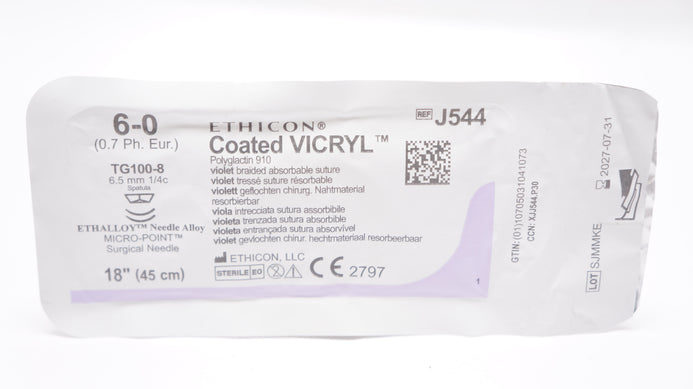 6-0
(0.7 Ph. Eur.)
TG100-8
6.5 mm 1/4c
Spatula
ETHALLOY™ Needle Alloy
MICRO-POINT™
Surgical Needle
18" (45 cm)
ETHICON®
Coated VICRYL™
Polyglactin 910
violet braided absorbable suture
violet tressé suture résorbable
violett geflochten chirurg. Nahtmaterial
resorbierbar
viola intrecciata sutura assorbibile
violeta trenzada sutura absorbible
violeta entrançada sutura absorvível
violet gevlochten chirurg. hechtmateriaal resorbeerbaar
ETHICON, LLC
STERILE EO 2 CE 2797
REF J544
1
GTIN: (01)10705031041073
CCN: XJJ544.P30
2027-07-31
LOT SJMMKE